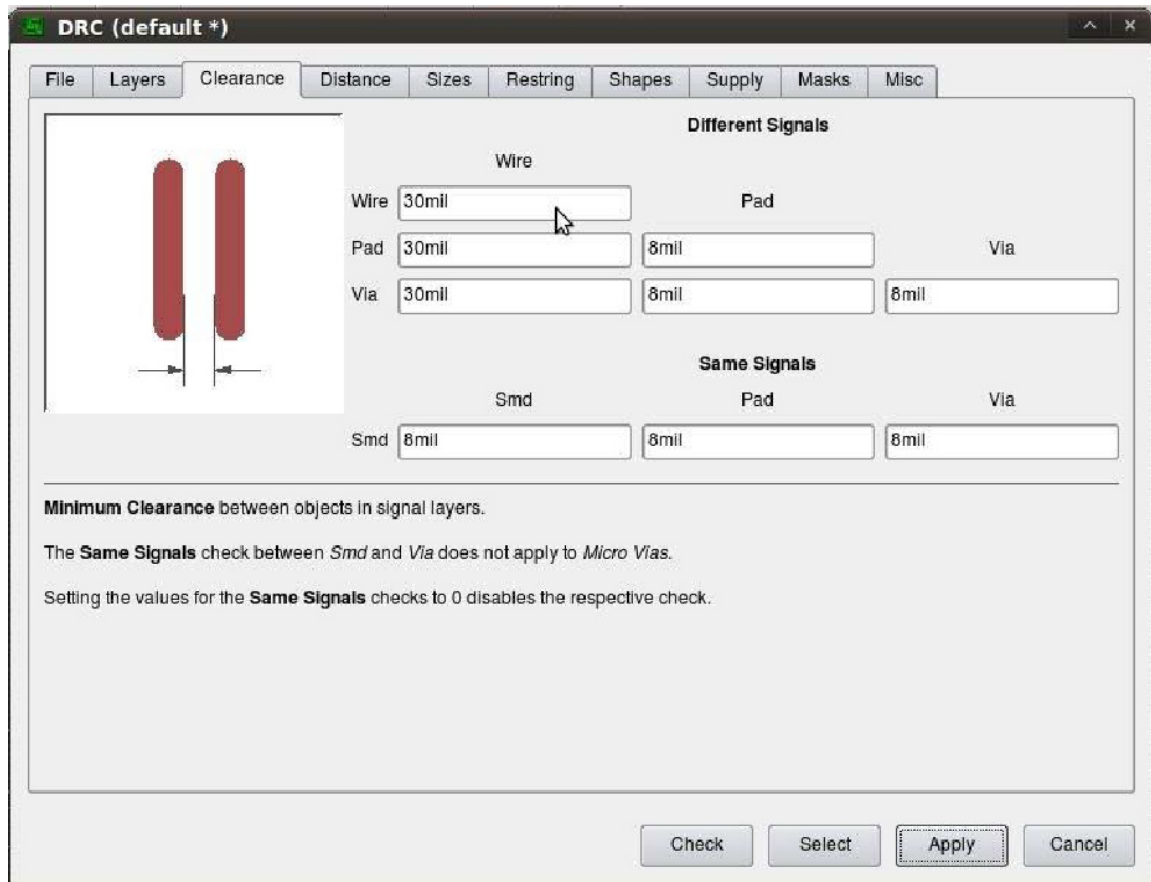 DRC (default *)
File Layers Clearance Distance Sizes Restring Shapes Supply Masks Misc
Different Signals
Wire
Wire 30mil Pad
Pad 30mil 8mil Via
Via 30mil 8mil 8mil
Same Signals
Smd Pad Via
Smd 8mil 8mil 8mil
Minimum Clearance between objects in signal layers.
The Same Signals check between Smd and Via does not apply to Micro Vias.
Setting the values for the Same Signals checks to 0 disables the respective check.
Check Select Apply Cancel